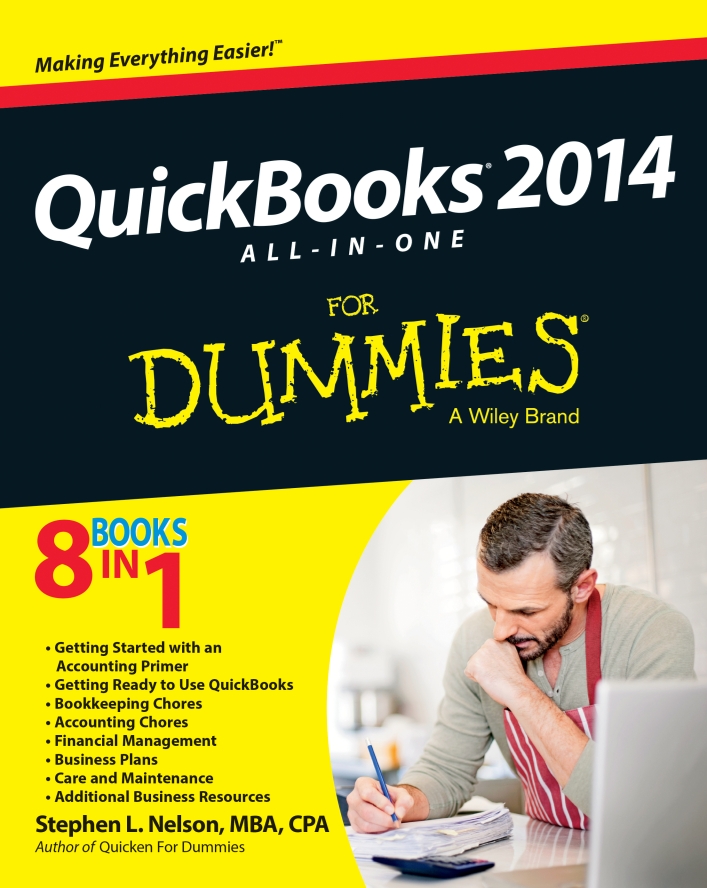 Making Everything Easier!™
QuickBooks® 2014
ALL-IN-ONE
FOR
DUMMIES®
A Wiley Brand
8 BOOKS
IN 1
• Getting Started with an
Accounting Primer
• Getting Ready to Use QuickBooks
• Bookkeeping Chores
• Accounting Chores
• Financial Management
• Business Plans
• Care and Maintenance
• Additional Business Resources
Stephen L. Nelson, MBA, CPA
Author of Quicken For Dummies